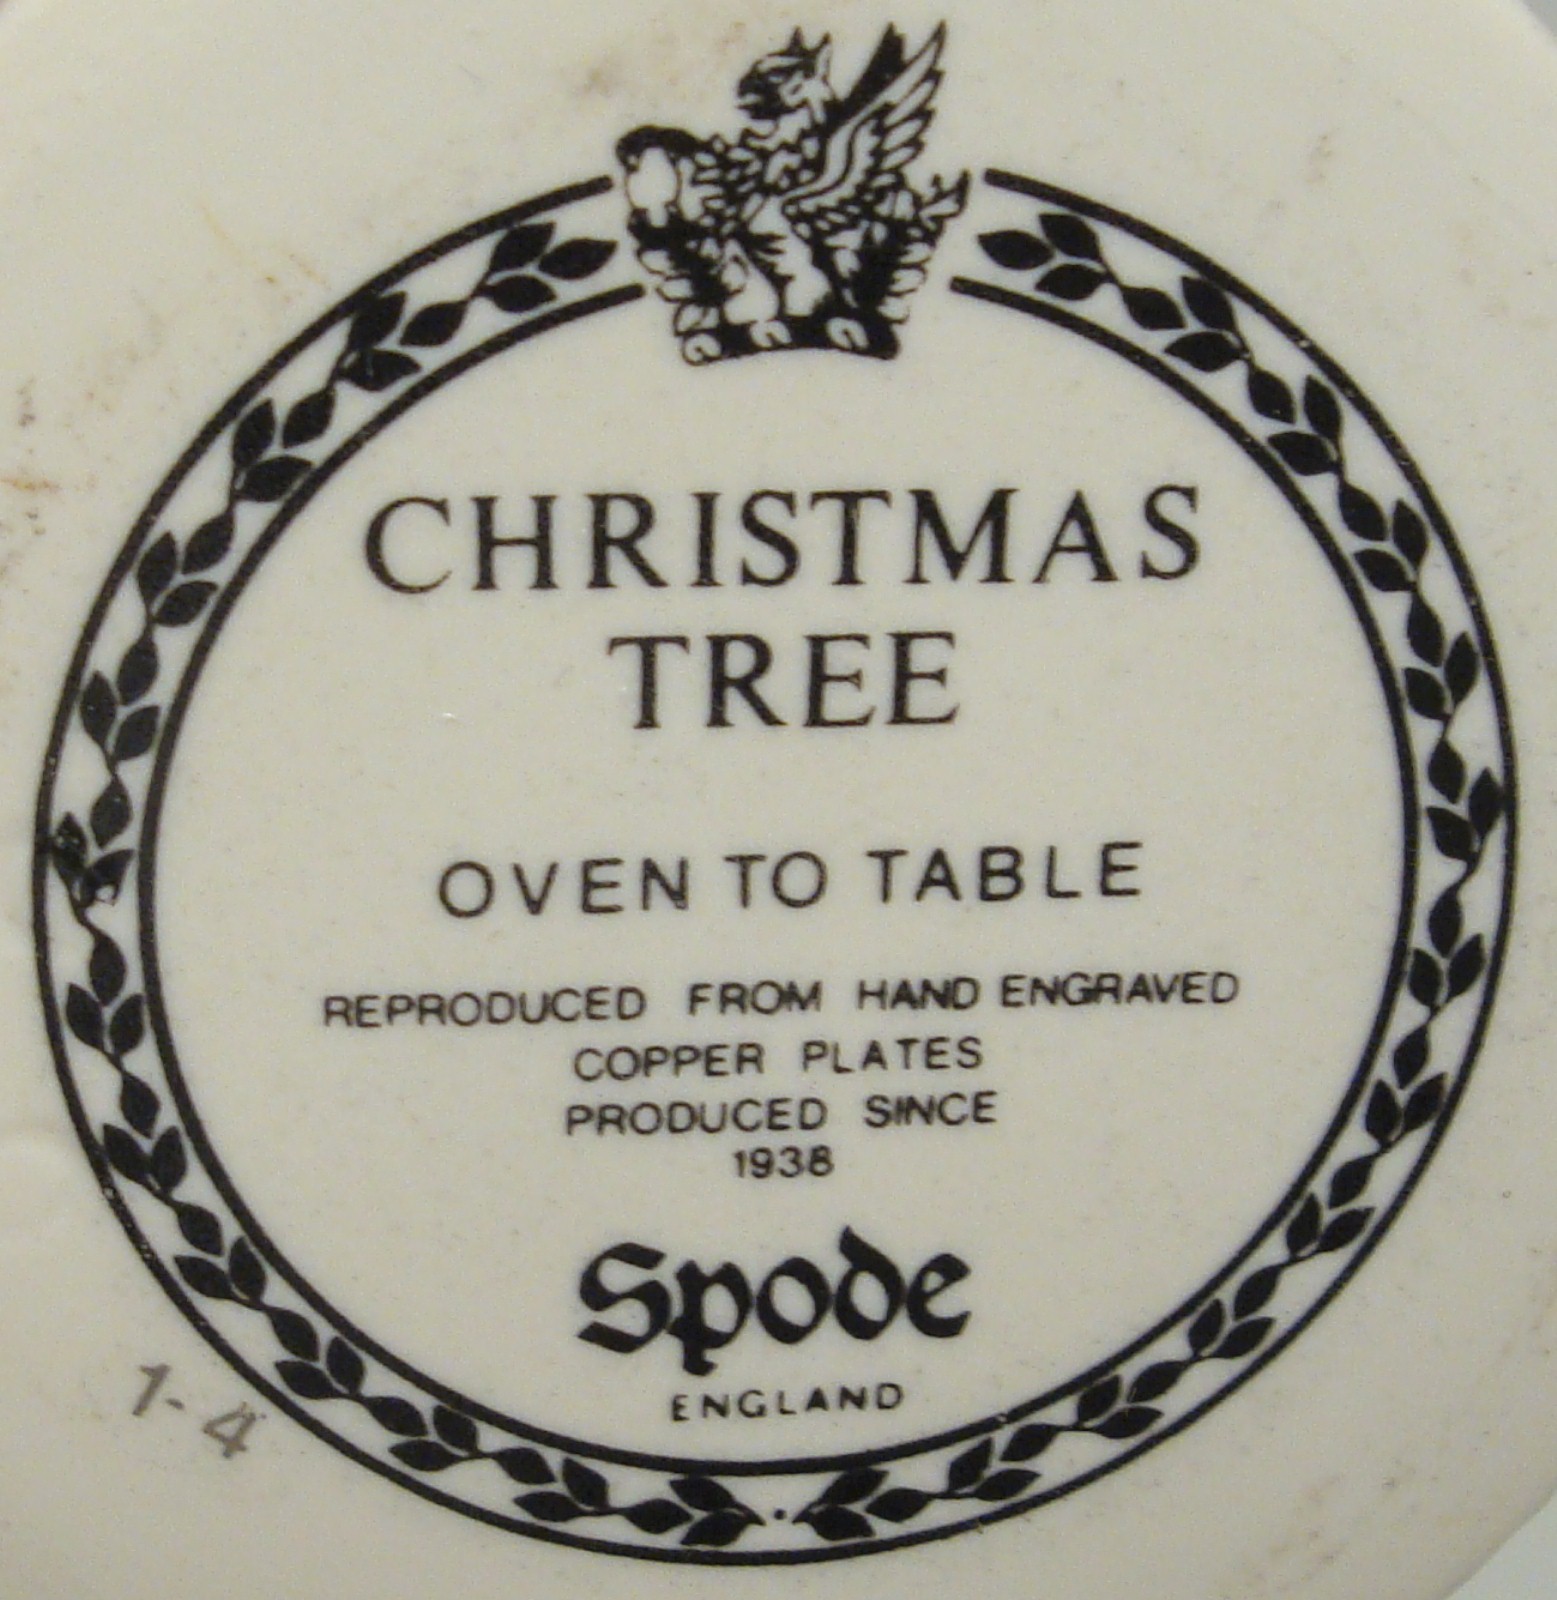 CHRISTMAS
TREE
OVEN TO TABLE
REPRODUCED FROM HAND ENGRAVED
COPPER PLATES
PRODUCED SINCE
1938
Spode
ENGLAND
1-4